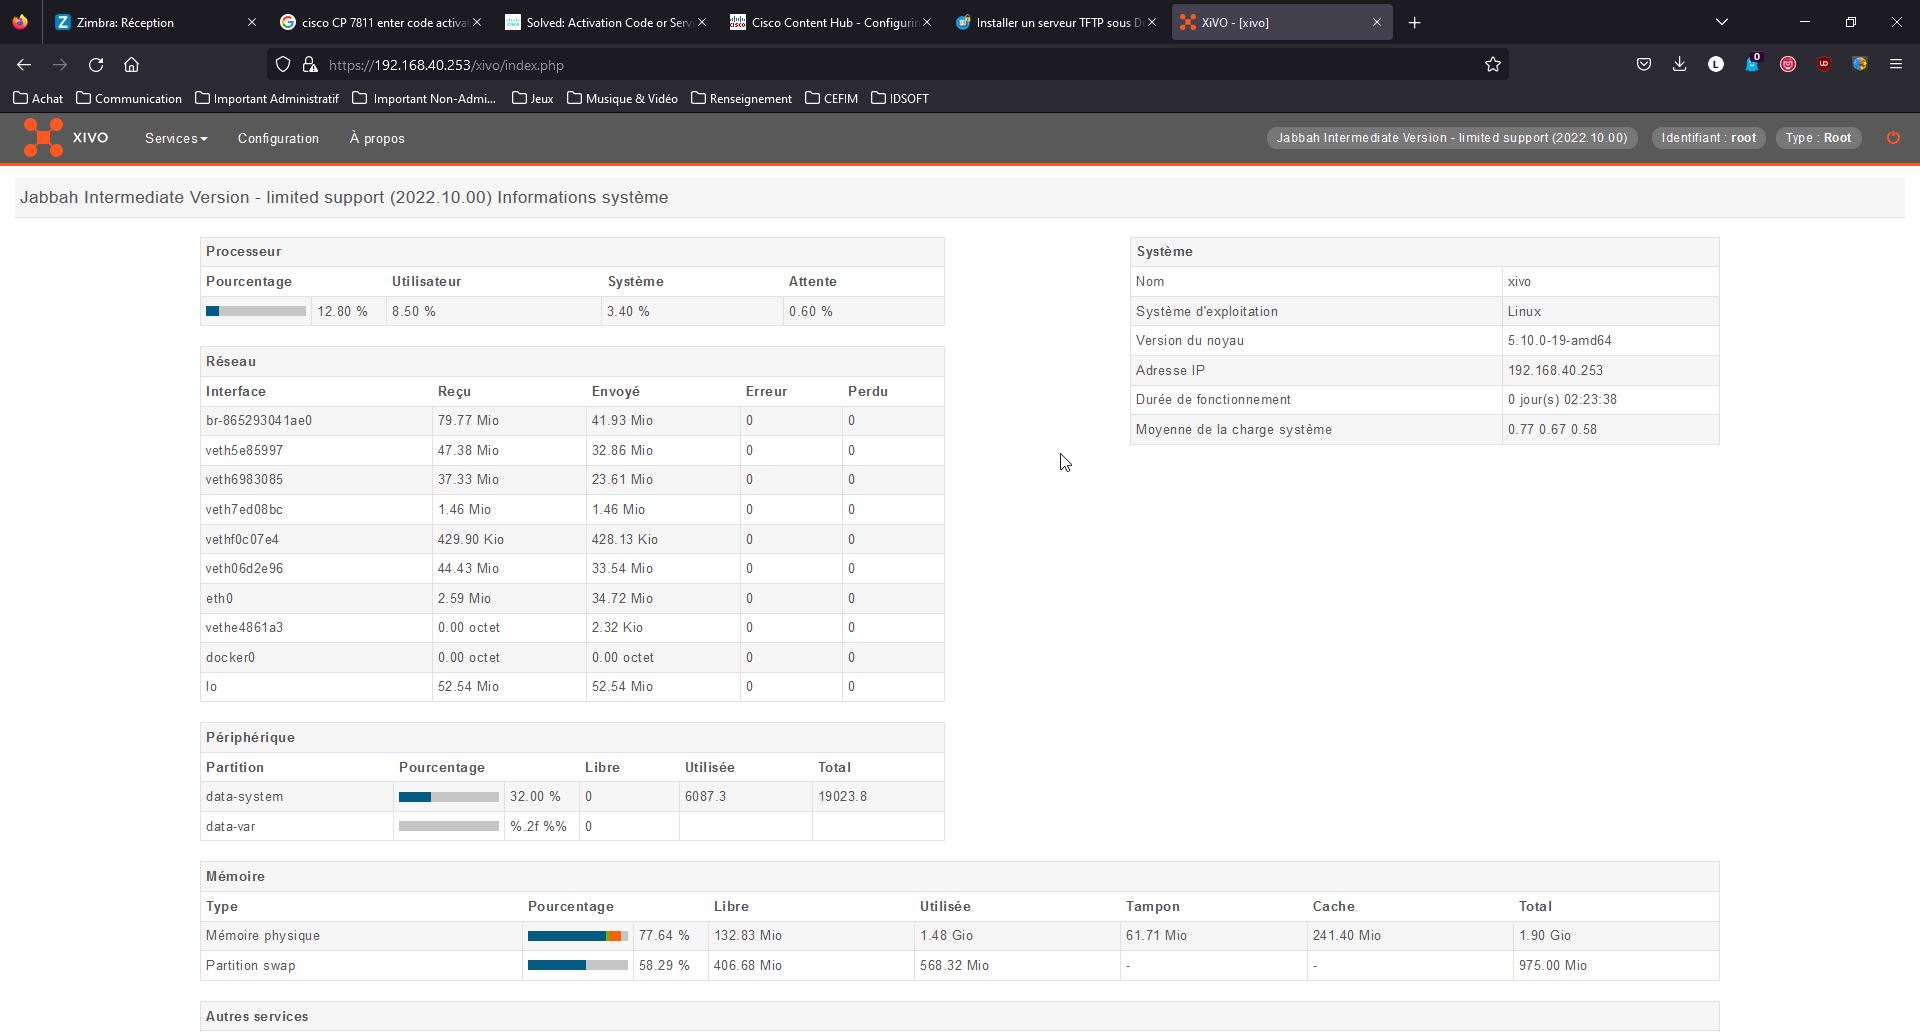 Zimbra: Réception
cisco CP 7811 enter code activa
Solved: Activation Code or Servi
Cisco Content Hub - Configurin
Installer un serveur TFTP sous D
XiVO - [xivo]
https://192.168.40.253/xivo/index.php
0
Achat
Communication
Important Administratif
Important Non-Admi...
Jeux
Musique & Vidéo
Renseignement
CEFIM
IDSOFT
XIVO
Services
Configuration
À propos
Jabbah Intermediate Version - limited support (2022.10.00)
Identifiant : root
Type : Root
Jabbah Intermediate Version - limited support (2022.10.00) Informations système
Processeur
Pourcentage Utilisateur Système Attente
12.80 % 8.50 % 3.40 % 0.60 %
Réseau
Interface Reçu Envoyé Erreur Perdu
br-865293041ae0 79.77 Mio 41.93 Mio 0 0
veth5e85997 47.38 Mio 32.86 Mio 0 0
veth6983085 37.33 Mio 23.61 Mio 0 0
veth7ed08bc 1.46 Mio 1.46 Mio 0 0
vethf0c07e4 429.90 Kio 428.13 Kio 0 0
veth06d2e96 44.43 Mio 33.54 Mio 0 0
eth0 2.59 Mio 34.72 Mio 0 0
vethe4861a3 0.00 octet 2.32 Kio 0 0
docker0 0.00 octet 0.00 octet 0 0
lo 52.54 Mio 52.54 Mio 0 0
Périphérique
Partition Pourcentage Libre Utilisée Total
data-system 32.00 % 0 6087.3 19023.8
data-var %.2f %% 0
Système
Nom xivo
Système d'exploitation Linux
Version du noyau 5.10.0-19-amd64
Adresse IP 192.168.40.253
Durée de fonctionnement 0 jour(s) 02:23:38
Moyenne de la charge système 0.77 0.67 0.58
Mémoire
Type Pourcentage Libre Utilisée Tampon Cache Total
Mémoire physique 77.64 % 132.83 Mio 1.48 Gio 61.71 Mio 241.40 Mio 1.90 Gio
Partition swap 58.29 % 406.68 Mio 568.32 Mio - - 975.00 Mio
Autres services